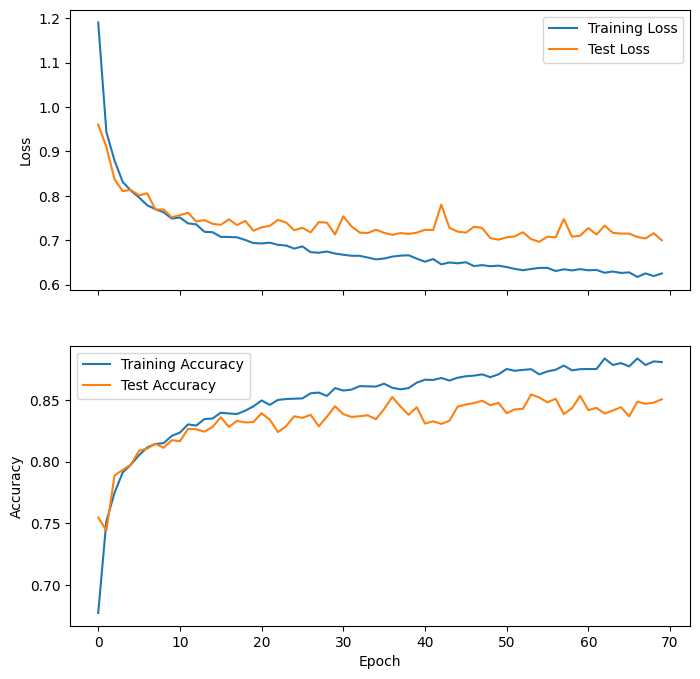 1.2
1.1
1.0
0.9
0.8
0.7
0.6
Loss
Training Loss
Test Loss
0.85
0.80
0.75
0.70
Accuracy
Training Accuracy
Test Accuracy
0 10 20 30 40 50 60 70
Epoch